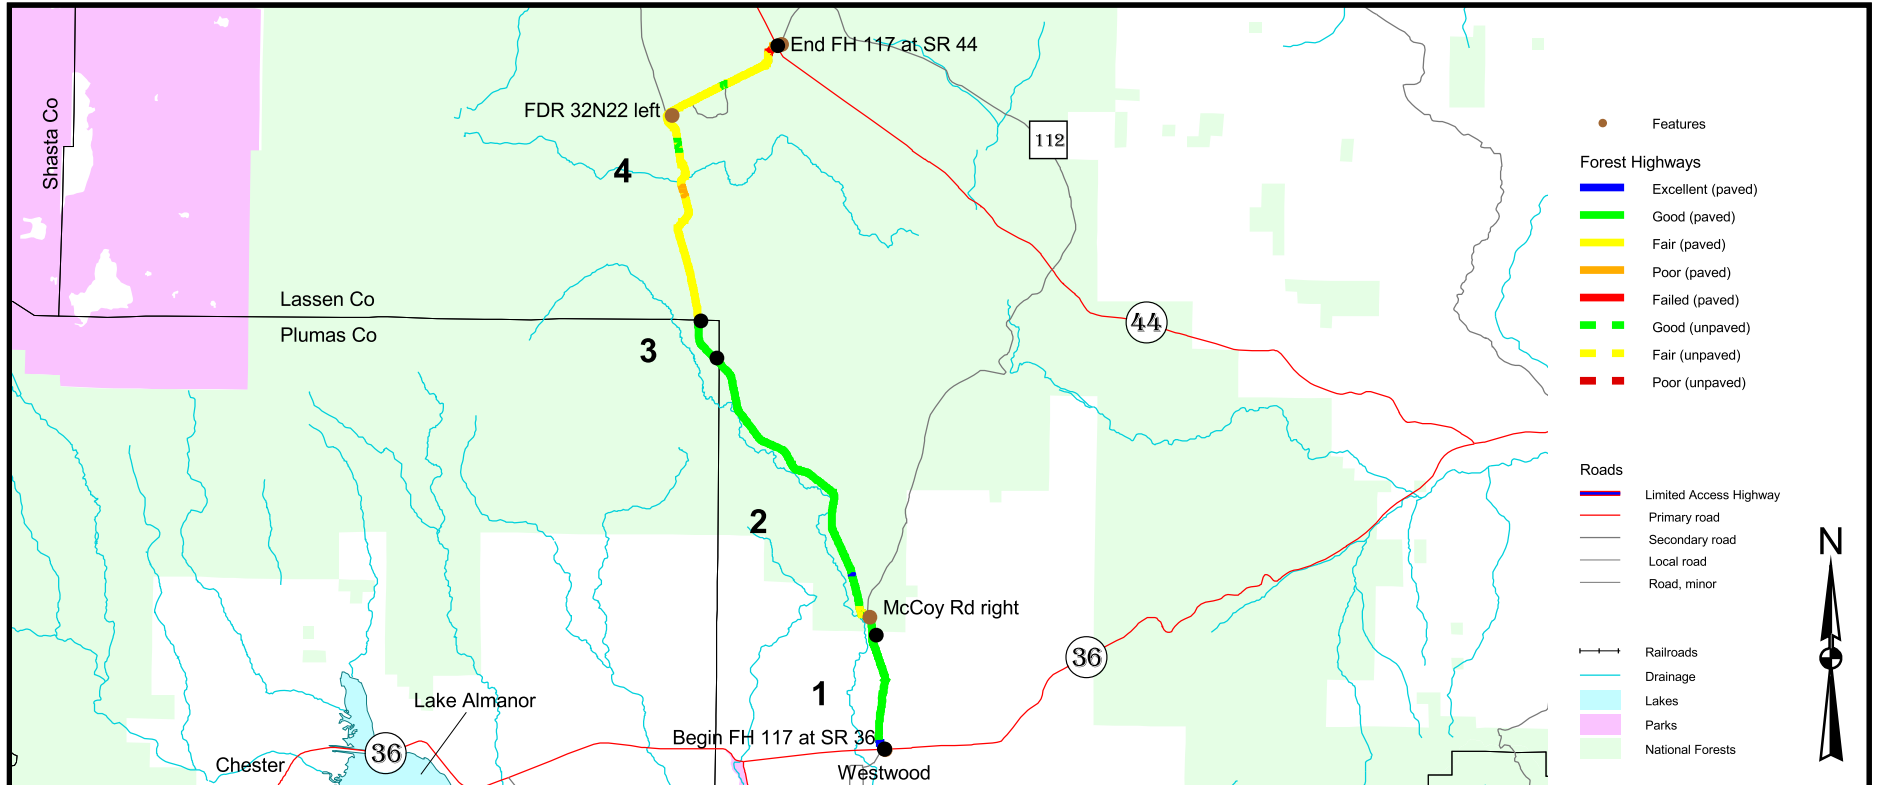 End FH 117 at SR 44
FDR 32N22 left
Shasta Co
112
4
Lassen Co
Plumas Co
3
44
2
McCoy Rd right
36
1
Lake Almanor
Begin FH 117 at SR 36
36
Chester
Westwood
Features
Forest Highways
Excellent (paved)
Good (paved)
Fair (paved)
Poor (paved)
Failed (paved)
Good (unpaved)
Fair (unpaved)
Poor (unpaved)
Roads
Limited Access Highway
Primary road
Secondary road
Local road
Road, minor
Railroads
Drainage
Lakes
Parks
National Forests
N